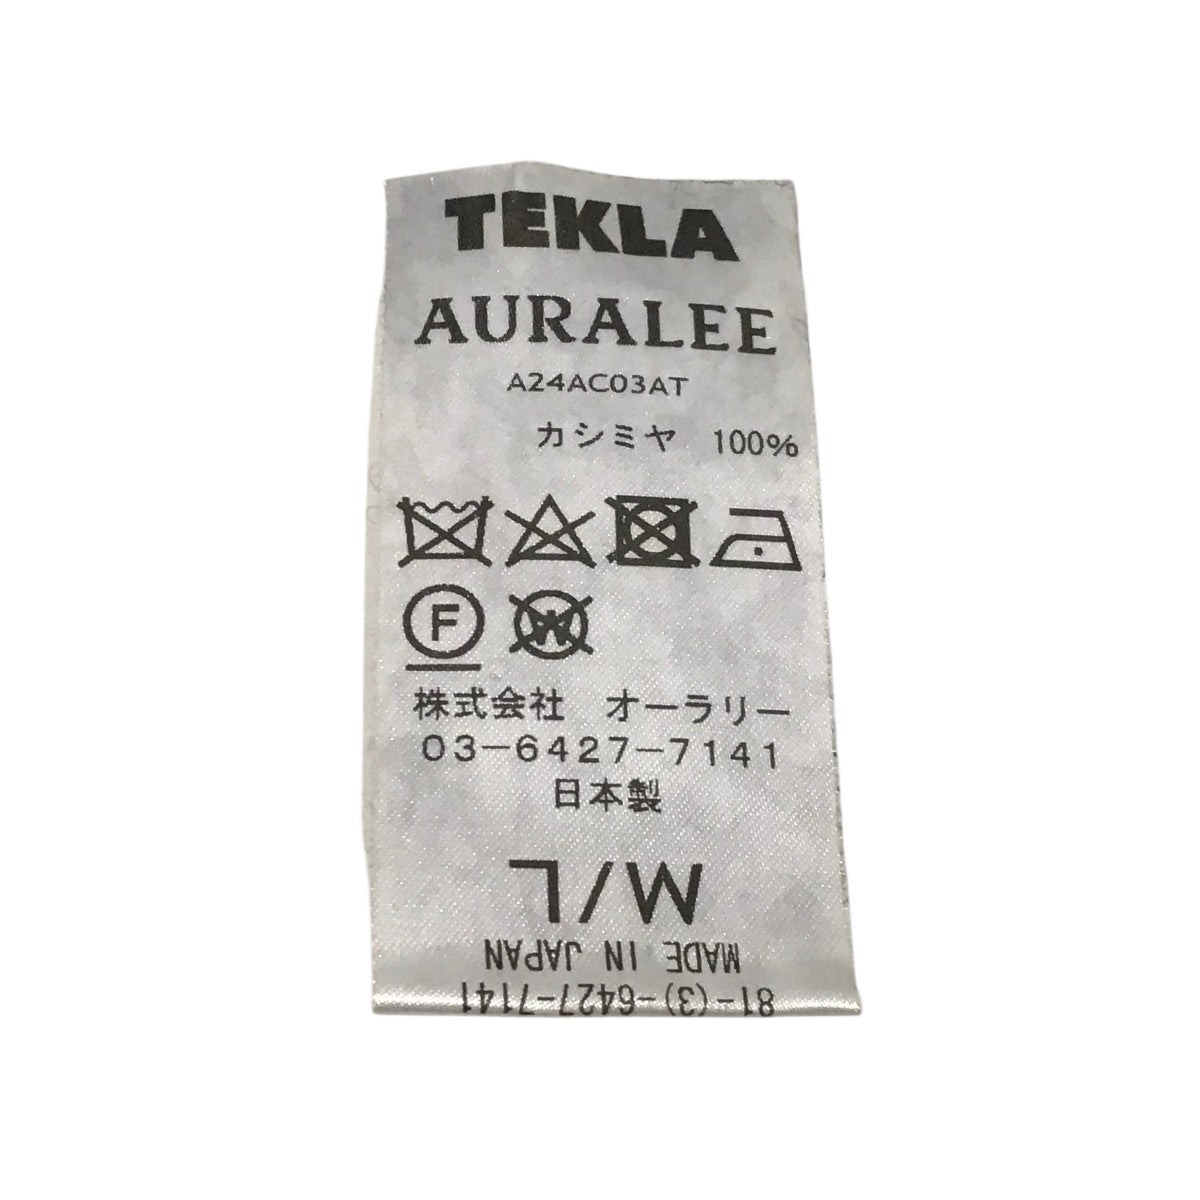 TEKLA
AURALEE
A24AC03AT
カシミヤ 100%
F
W
株式会社 オーラリー
03-6427-7141
日本製
M/L
MADE IN JAPAN
81-(3)-6427-7141